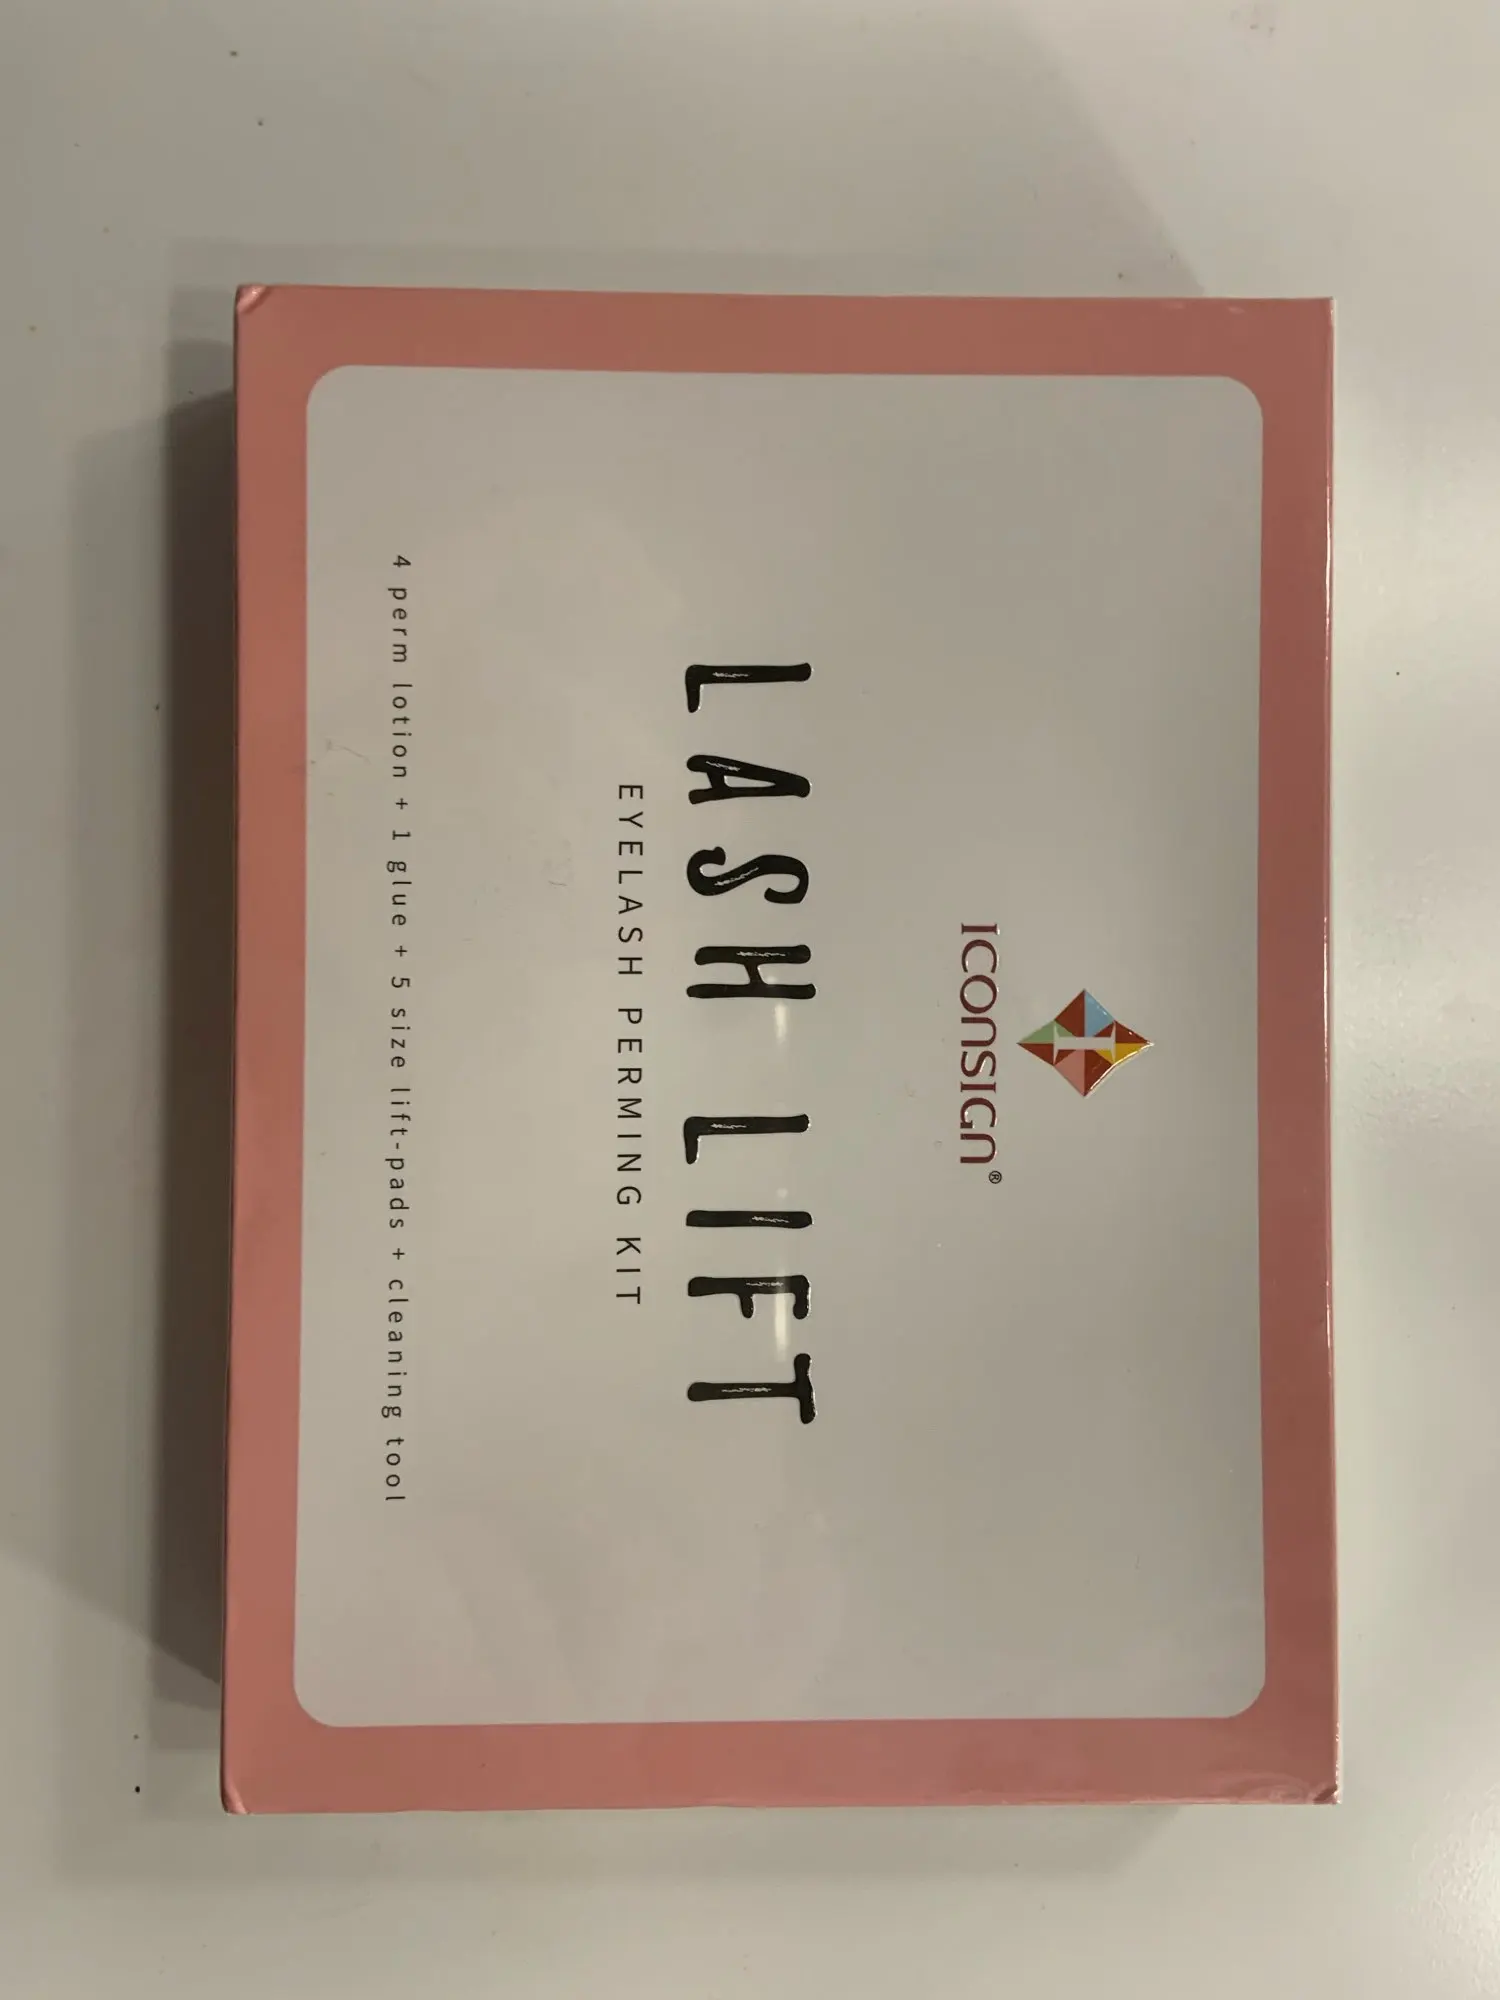 I
ICONSIGN®
LASH LIFT
EYELASH PERMING KIT
4 perm lotion + 1 glue + 5 size lift-pads + cleaning tool